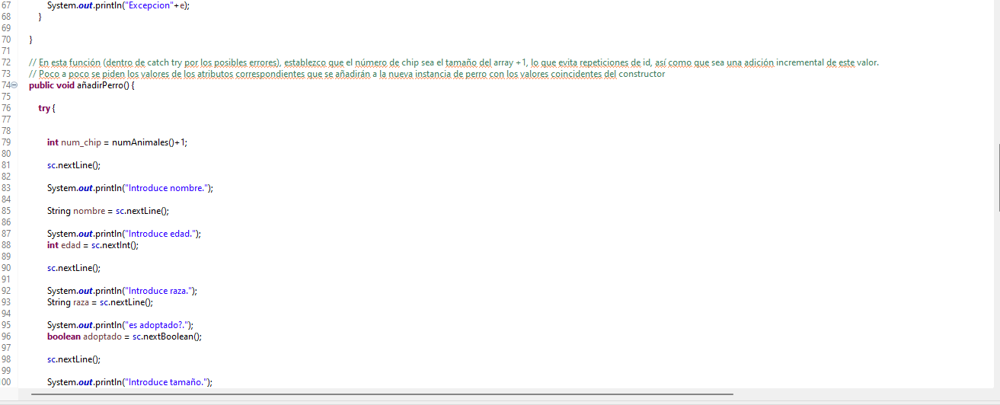 67 System.out.println("Excepcion"+e);
68 }
69
70 }
71
72 // En esta función (dentro de catch try por los posibles errores), establezco que el número de chip sea el tamaño del array +1, lo que evita repeticiones de id, así como que sea una adición incremental de este valor.
73 // Poco a poco se piden los valores de los atributos correspondientes que se añadirán a la nueva instancia de perro con los valores coincidentes del constructor
74 public void añadirPerro() {
75
76 try {
77
78
79 int num_chip = numAnimales()+1;
80
81 sc.nextLine();
82
83 System.out.println("Introduce nombre.");
84
85 String nombre = sc.nextLine();
86
87 System.out.println("Introduce edad.");
88 int edad = sc.nextInt();
89
90 sc.nextLine();
91
92 System.out.println("Introduce raza.");
93 String raza = sc.nextLine();
94
95 System.out.println("es adoptado?.");
96 boolean adoptado = sc.nextBoolean();
97
98 sc.nextLine();
99
00 System.out.println("Introduce tamaño.");